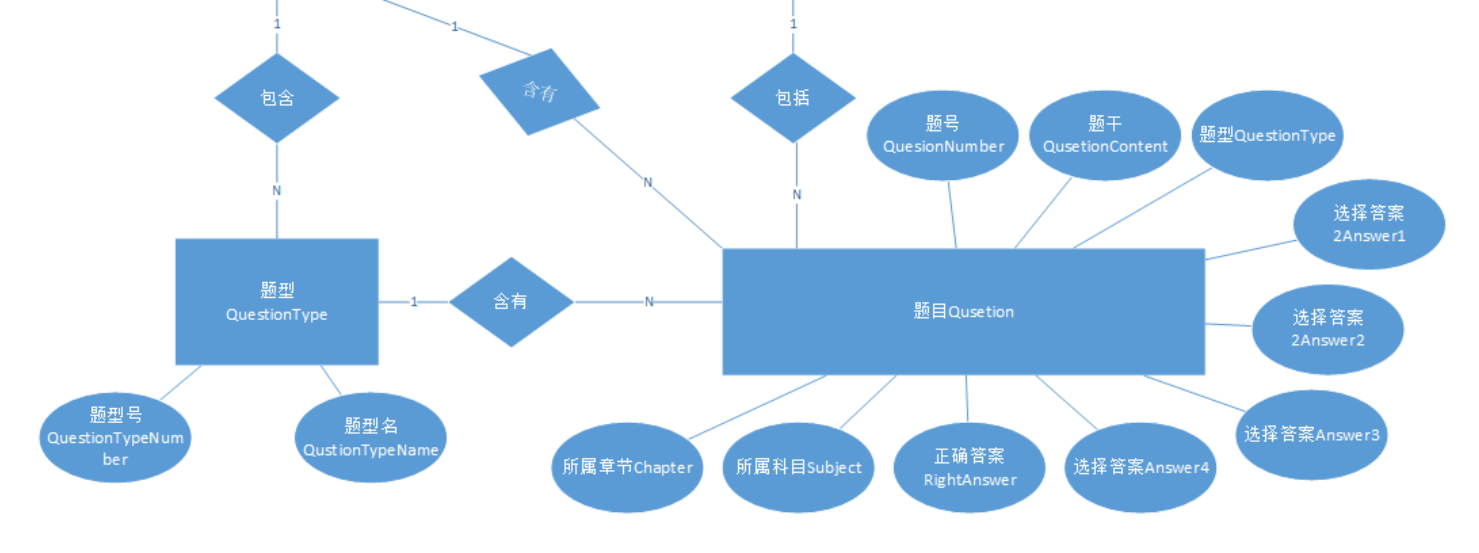 1
1
1
包含
含有
包括
题号
QuesionNumber
题干
QusetionContent
题型QuestionType
N
N
N
选择答案
2Answer1
题型
QuestionType
1
含有
N
题目Qusetion
选择答案
2Answer2
题型号
QuestionTypeNum
ber
题型名
QustionTypeName
所属章节Chapter
所属科目Subject
正确答案
RightAnswer
选择答案Answer4
选择答案Answer3